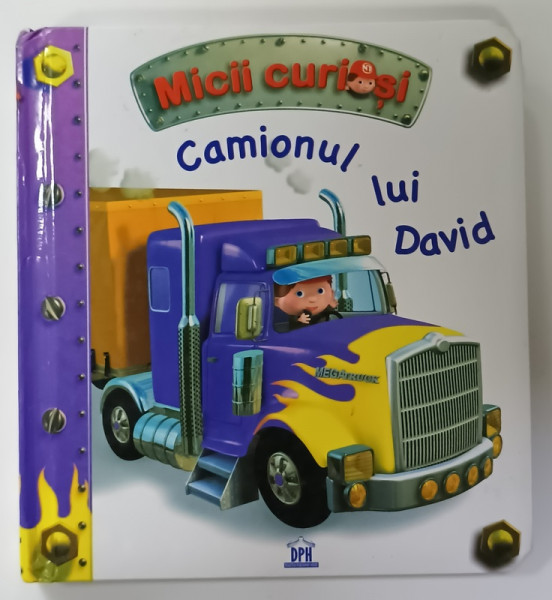 Micii curioși
Camionul
lui
David
MEGATRUCK
DPH